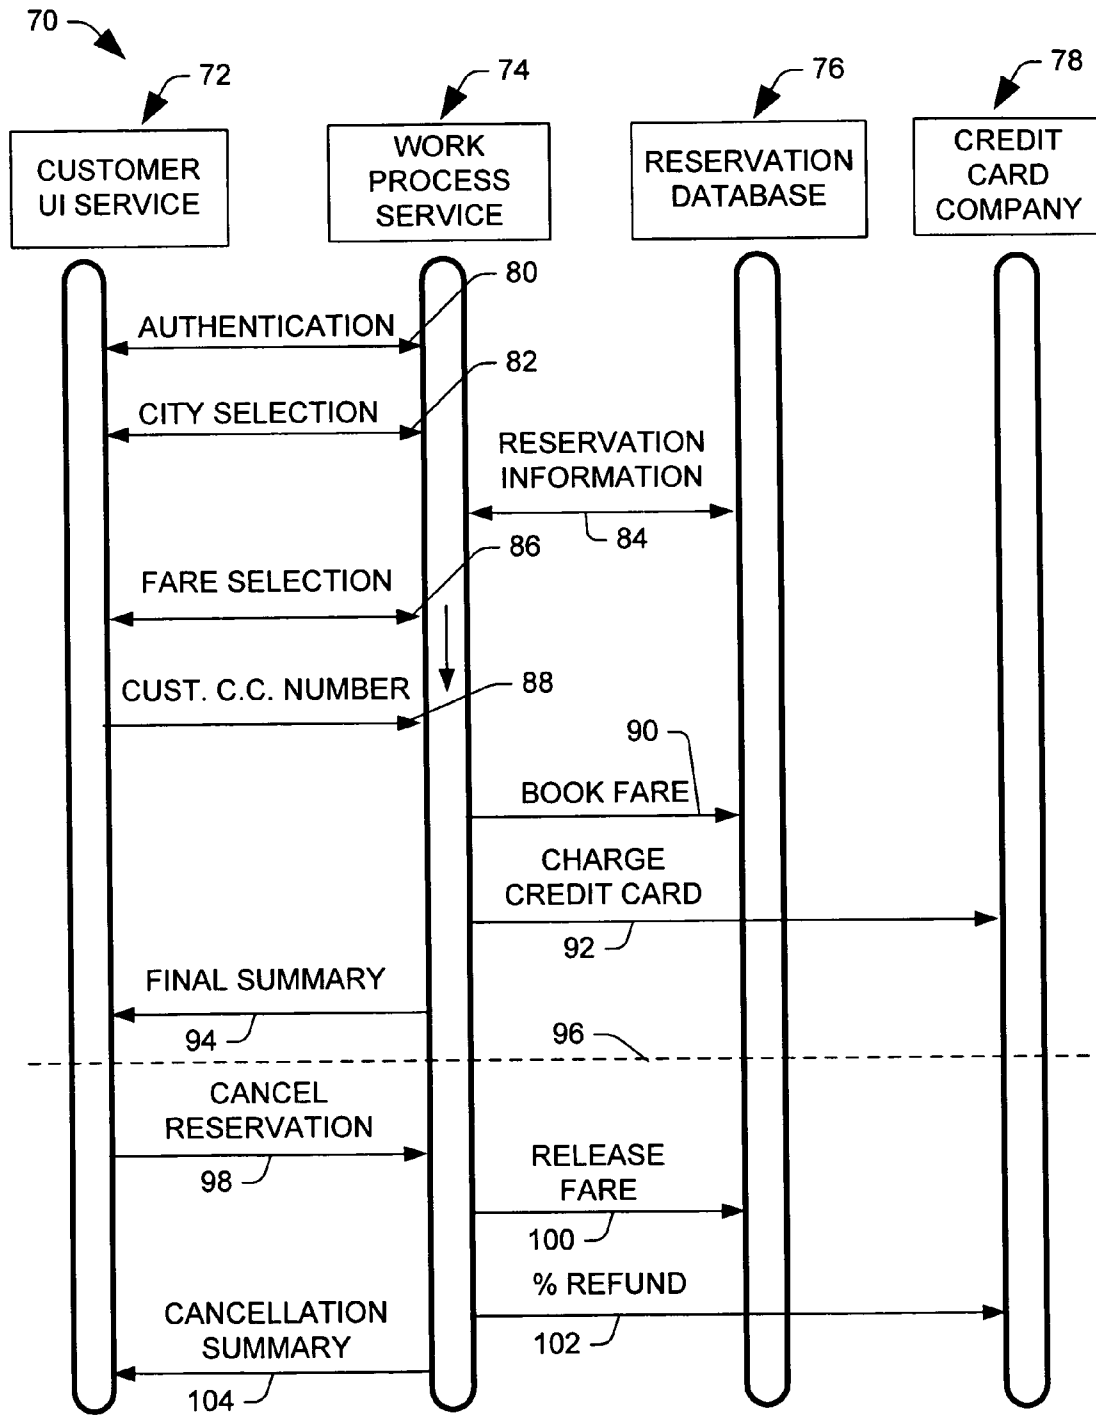 70
72
74
76
78
CUSTOMER
UI SERVICE
WORK
PROCESS
SERVICE
RESERVATION
DATABASE
CREDIT
CARD
COMPANY
80
AUTHENTICATION
82
CITY SELECTION
RESERVATION
INFORMATION
84
86
FARE SELECTION
CUST. C.C. NUMBER
88
90
BOOK FARE
CHARGE
CREDIT CARD
92
FINAL SUMMARY
94
96
CANCEL
RESERVATION
98
RELEASE
FARE
100
% REFUND
102
CANCELLATION
SUMMARY
104